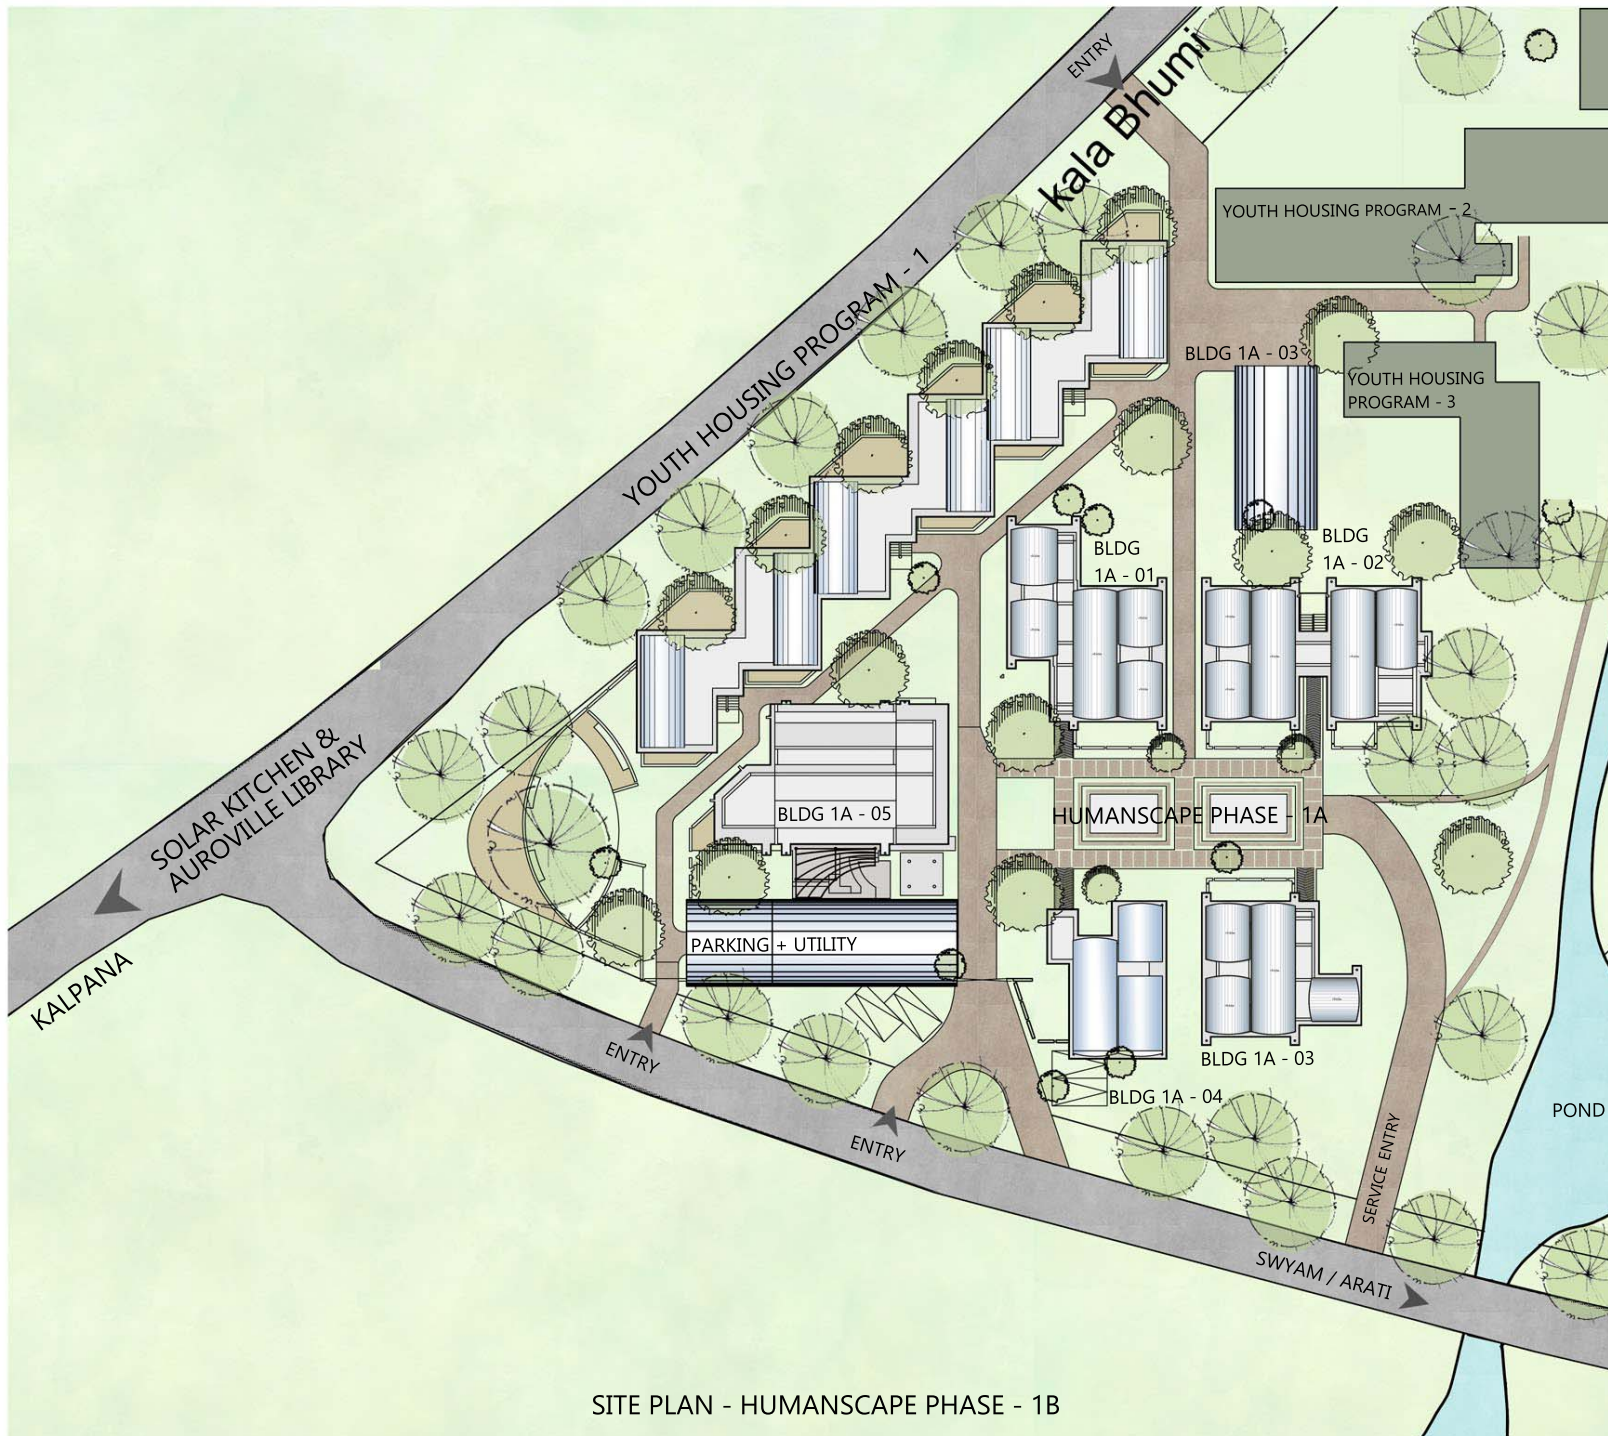 ENTRY
kala Bhumi
YOUTH HOUSING PROGRAM - 2
YOUTH HOUSING PROGRAM - 1
BLDG 1A - 03
YOUTH HOUSING
PROGRAM - 3
BLDG
1A - 01
BLDG
1A - 02
SOLAR KITCHEN &
AUROVILLE LIBRARY
BLDG 1A - 05
HUMANSCAPE PHASE - 1A
PARKING + UTILITY
KALPANA
ENTRY
BLDG 1A - 03
BLDG 1A - 04
POND
ENTRY
SERVICE ENTRY
SWYAM / ARATI
SITE PLAN - HUMANSCAPE PHASE - 1B